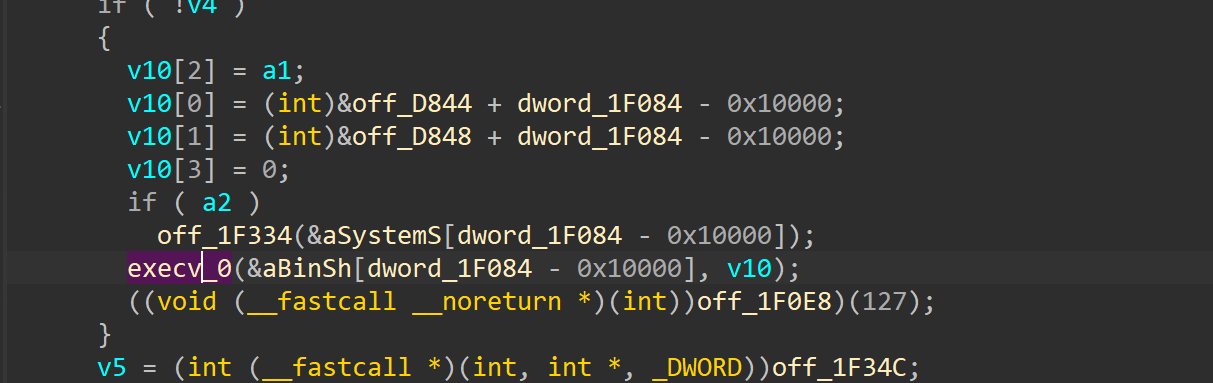 if ( !v4 )
{
v10[2] = a1;
v10[0] = (int)&off_D844 + dword_1F084 - 0x10000;
v10[1] = (int)&off_D848 + dword_1F084 - 0x10000;
v10[3] = 0;
if ( a2 )
off_1F334(&aSystemS[dword_1F084 - 0x10000]);
execv_0(&aBinSh[dword_1F084 - 0x10000], v10);
((void (__fastcall __noreturn *)(int))off_1F0E8)(127);
}
v5 = (int (__fastcall *)(int, int *, _DWORD))off_1F34C;